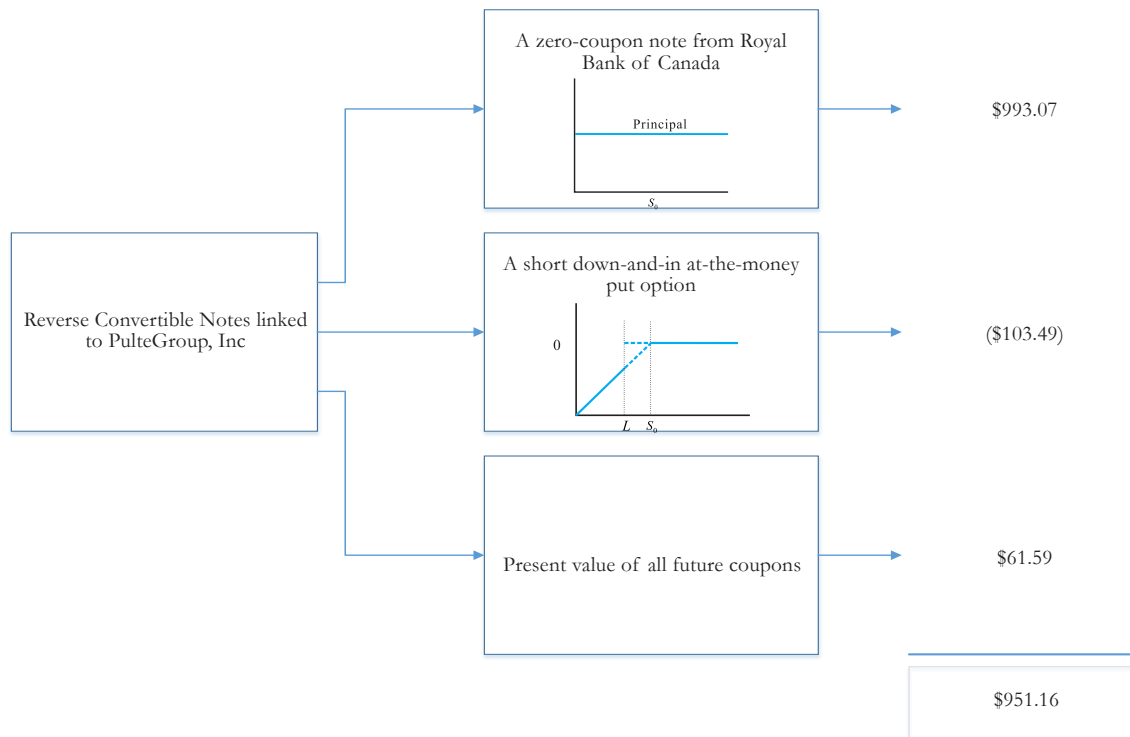 A zero-coupon note from Royal
Bank of Canada
Principal
S₀
$993.07
Reverse Convertible Notes linked
to PulteGroup, Inc
A short down-and-in at-the-money
put option
0
L S₀
($103.49)
Present value of all future coupons
$61.59
$951.16